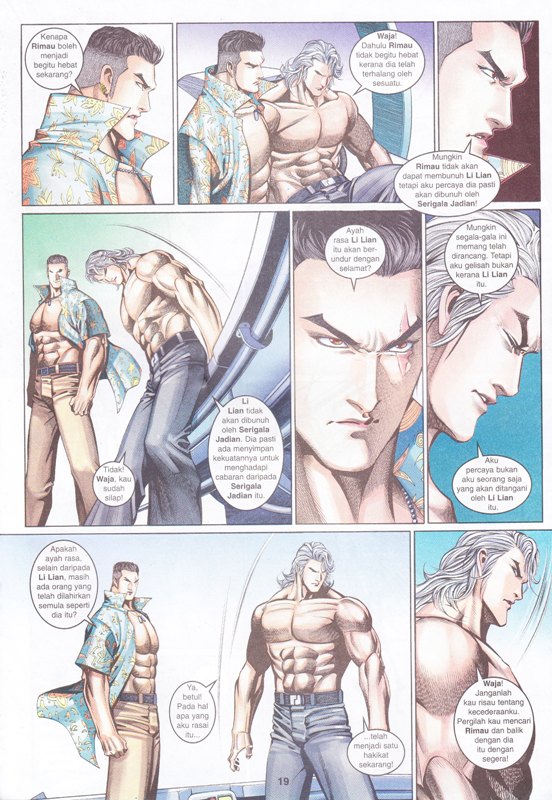 Kenapa
Rimau boleh
menjadi
begitu hebat
sekarang?
Waja!
Dahulu Rimau
tidak begitu hebat
kerana dia telah
terhalang oleh
sesuatu.
Mungkin
Rimau tidak akan
dapat membunuh Li Lian
tetapi aku percaya dia pasti
akan dibunuh oleh
Serigala Jadian!
Tidak!
Waja, kau
sudah
silap!
Li
Lian tidak
akan dibunuh
oleh Serigala
Jadian. Dia pasti
ada menyimpan
kekuatannya untuk
menghadapi
cabaran daripada
Serigala
Jadian itu.
Ayah
rasa Li Lian
itu akan ber-
undur dengan
selamat?
Mungkin
segala-gala ini
memang telah
dirancang. Tetapi
aku gelisah bukan
kerana Li Lian
itu.
Aku
percaya bukan
aku seorang saja
yang akan ditangani
oleh Li Lian
itu.
Apakah
ayah rasa,
selain daripada
Li Lian, masih
ada orang yang
telah dilahirkan
semula seperti
dia itu?
Ya,
betul!
Pada hal
apa yang
aku rasai
itu...
...telah
menjadi satu
hakikat
sekarang!
Waja!
Janganlah
kau risau tentang
kecederaanku.
Pergilah kau mencari
Rimau dan balik
dengan dia
itu dengan
segera!
19